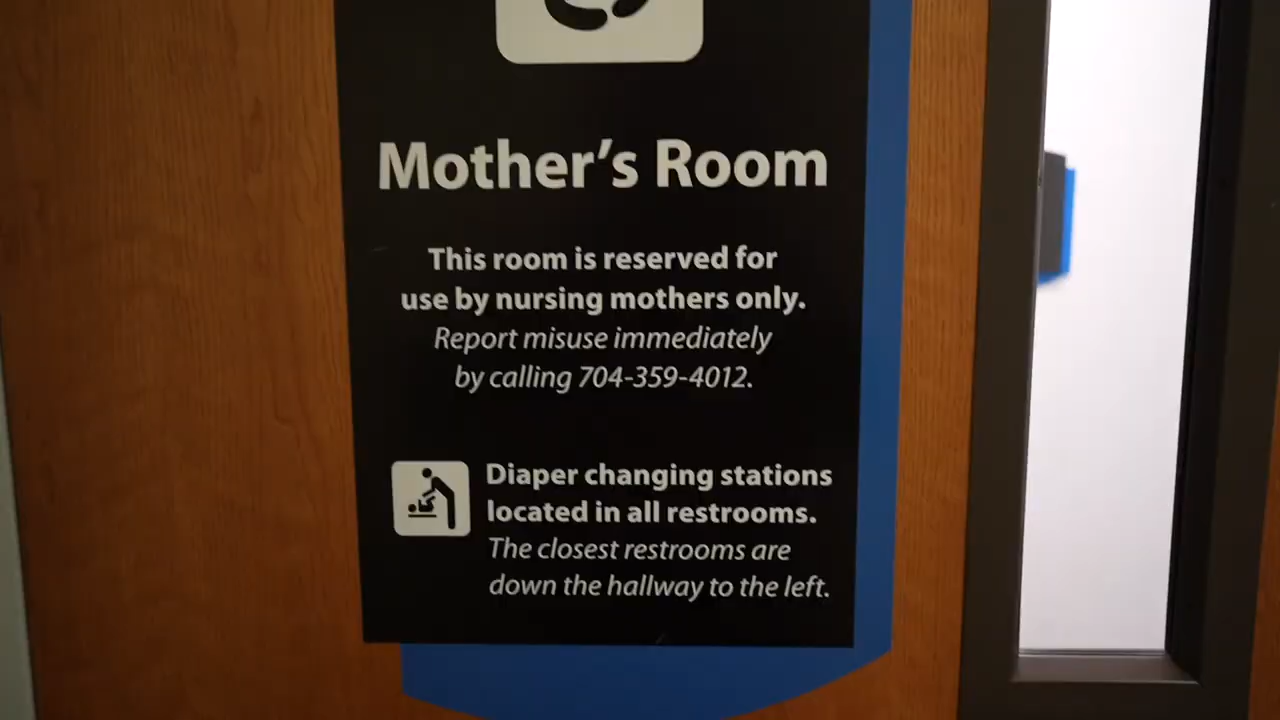 Mother's Room
This room is reserved for
use by nursing mothers only.
Report misuse immediately
by calling 704-359-4012.
Diaper changing stations
located in all restrooms.
The closest restrooms are
down the hallway to the left.